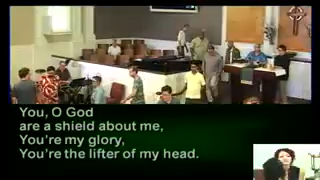 You, O God
are a shield about me,
You're my glory,
You're the lifter of my head.